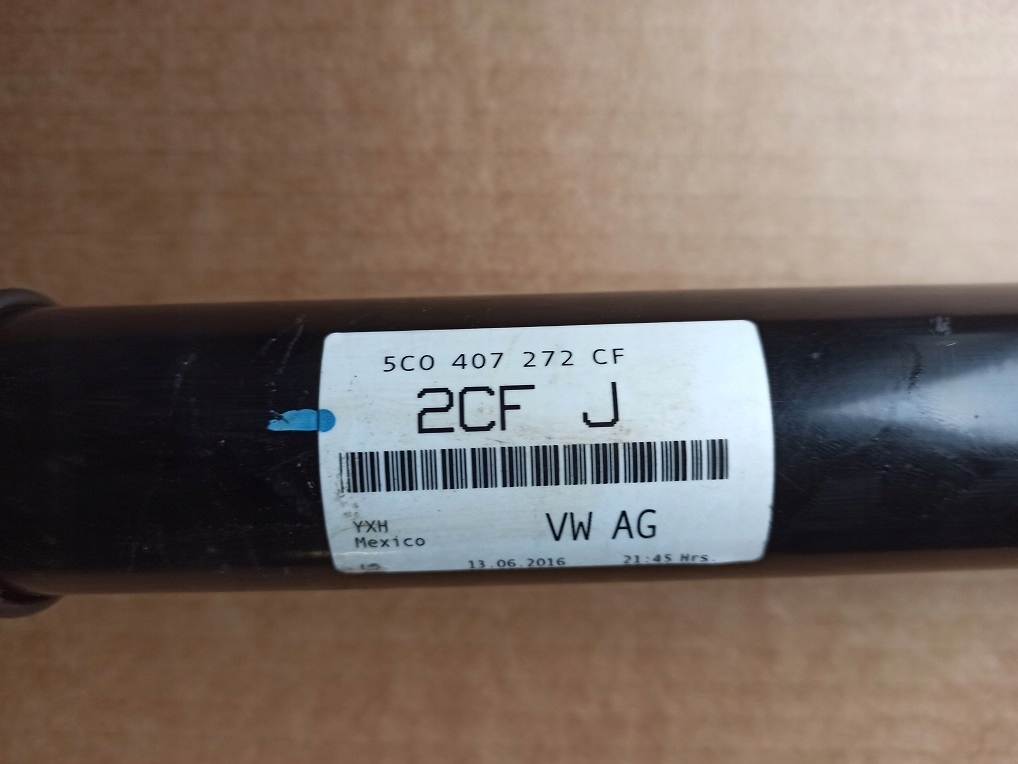 5C0 407 272 CF
2CF J
YXH
Mexico
VW AG
13.06.2016 21:45 Hrs.